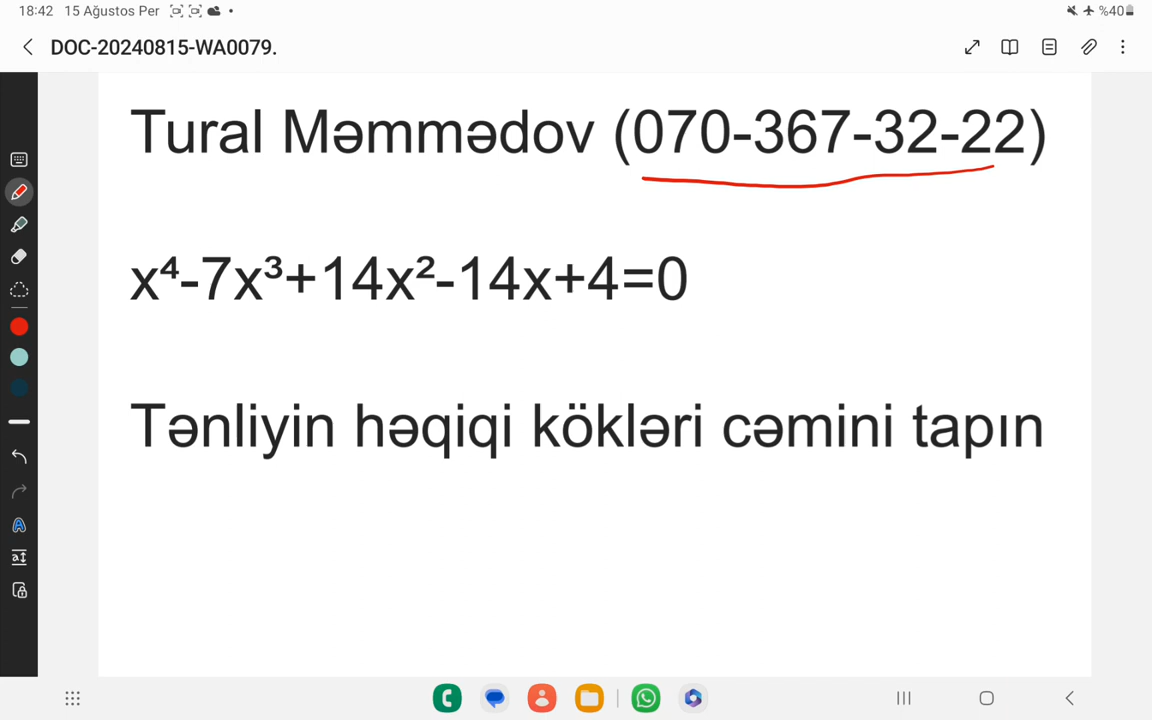 18:42 15 Ağustos Per • %40
DOC-20240815-WA0079.
Tural Məmmədov (070-367-32-22)
x⁴-7x³+14x²-14x+4=0
Tənliyin həqiqi kökləri cəmini tapın